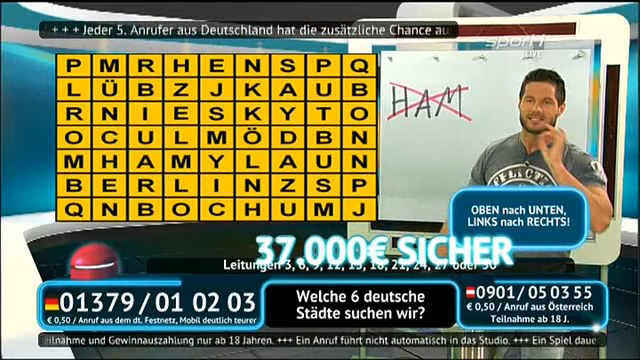 + + + Jeder 5. Anrufer aus Deutschland hat die zusätzliche Chance au
sport1
LIVE
P M R H E N S P Q
L Ü B Z J K A U B
R N I E S K Y T O
O C U L M Ö D B N
M H A M Y L A U N
B E R L I N Z S P
Q N B O C H U M J
HAM
OBEN nach UNTEN,
LINKS nach RECHTS!
37.000€ SICHER
Leitungen 3, 6, 9, 12, 15, 18, 21, 24, 27 oder 30
01379/01 02 03
€ 0,50 / Anruf aus dem dt. Festnetz, Mobil deutlich teurer
Welche 6 deutsche
Städte suchen wir?
0901/05 03 55
€ 0,50 / Anruf aus Österreich
Teilnahme ab 18 J.
eilnahme und Gewinnauszahlung nur ab 18 Jahren. +++ Ein Anruf führt nicht automatisch in das Studio. +++ Ein Spiel dauer